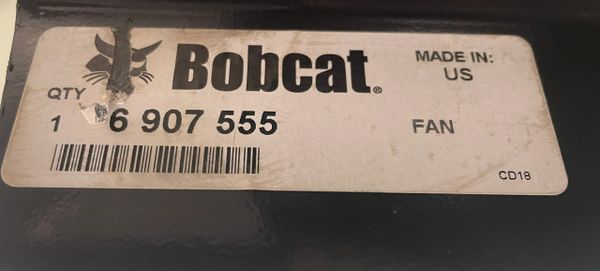 Bobcat®
MADE IN:
US
QTY
1 6 907 555
FAN
CD18